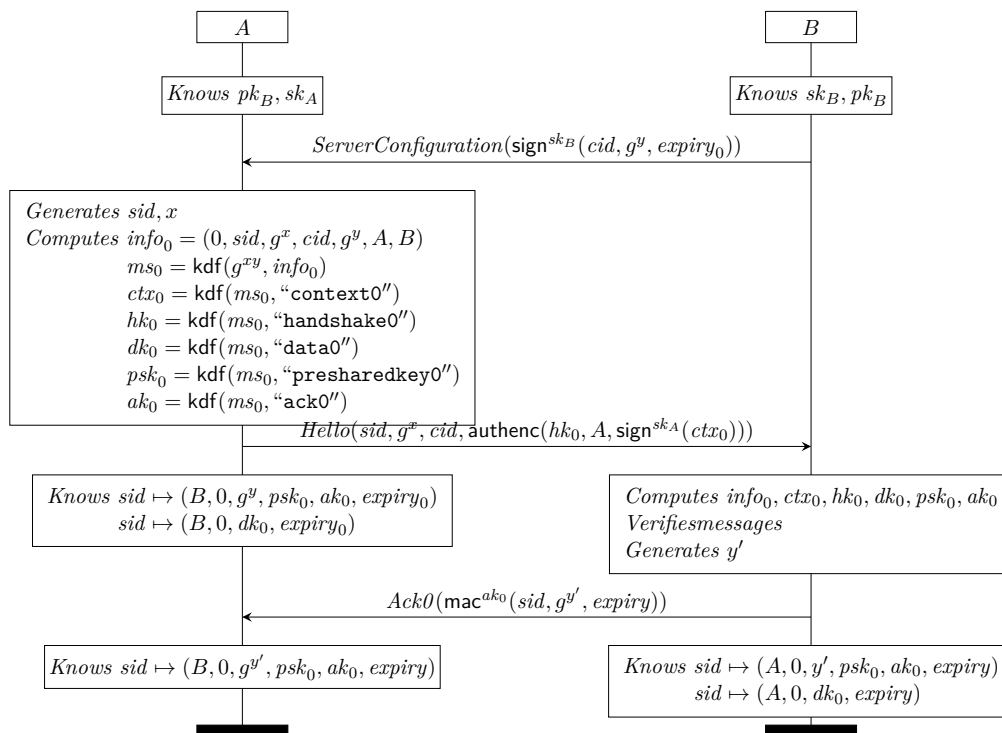 A
B
Knows pk_B, sk_A
Knows sk_B, pk_B
ServerConfiguration(sign^{sk_B}(cid, g^y, expiry_0))
Generates sid, x
Computes info_0 = (0, sid, g^x, cid, g^y, A, B)
ms_0 = kdf(g^{xy}, info_0)
ctx_0 = kdf(ms_0, “context0”)
hk_0 = kdf(ms_0, “handshake0”)
dk_0 = kdf(ms_0, “data0”)
psk_0 = kdf(ms_0, “presharedkey0”)
ak_0 = kdf(ms_0, “ack0”)
Hello(sid, g^x, cid, authenc(hk_0, A, sign^{sk_A}(ctx_0)))
Knows sid ↦ (B, 0, g^y, psk_0, ak_0, expiry_0)
sid ↦ (B, 0, dk_0, expiry_0)
Computes info_0, ctx_0, hk_0, dk_0, psk_0, ak_0
Verifiesmessages
Generates y′
Ack0(mac^{ak_0}(sid, g^{y′}, expiry))
Knows sid ↦ (B, 0, g^{y′}, psk_0, ak_0, expiry)
Knows sid ↦ (A, 0, y′, psk_0, ak_0, expiry)
sid ↦ (A, 0, dk_0, expiry)